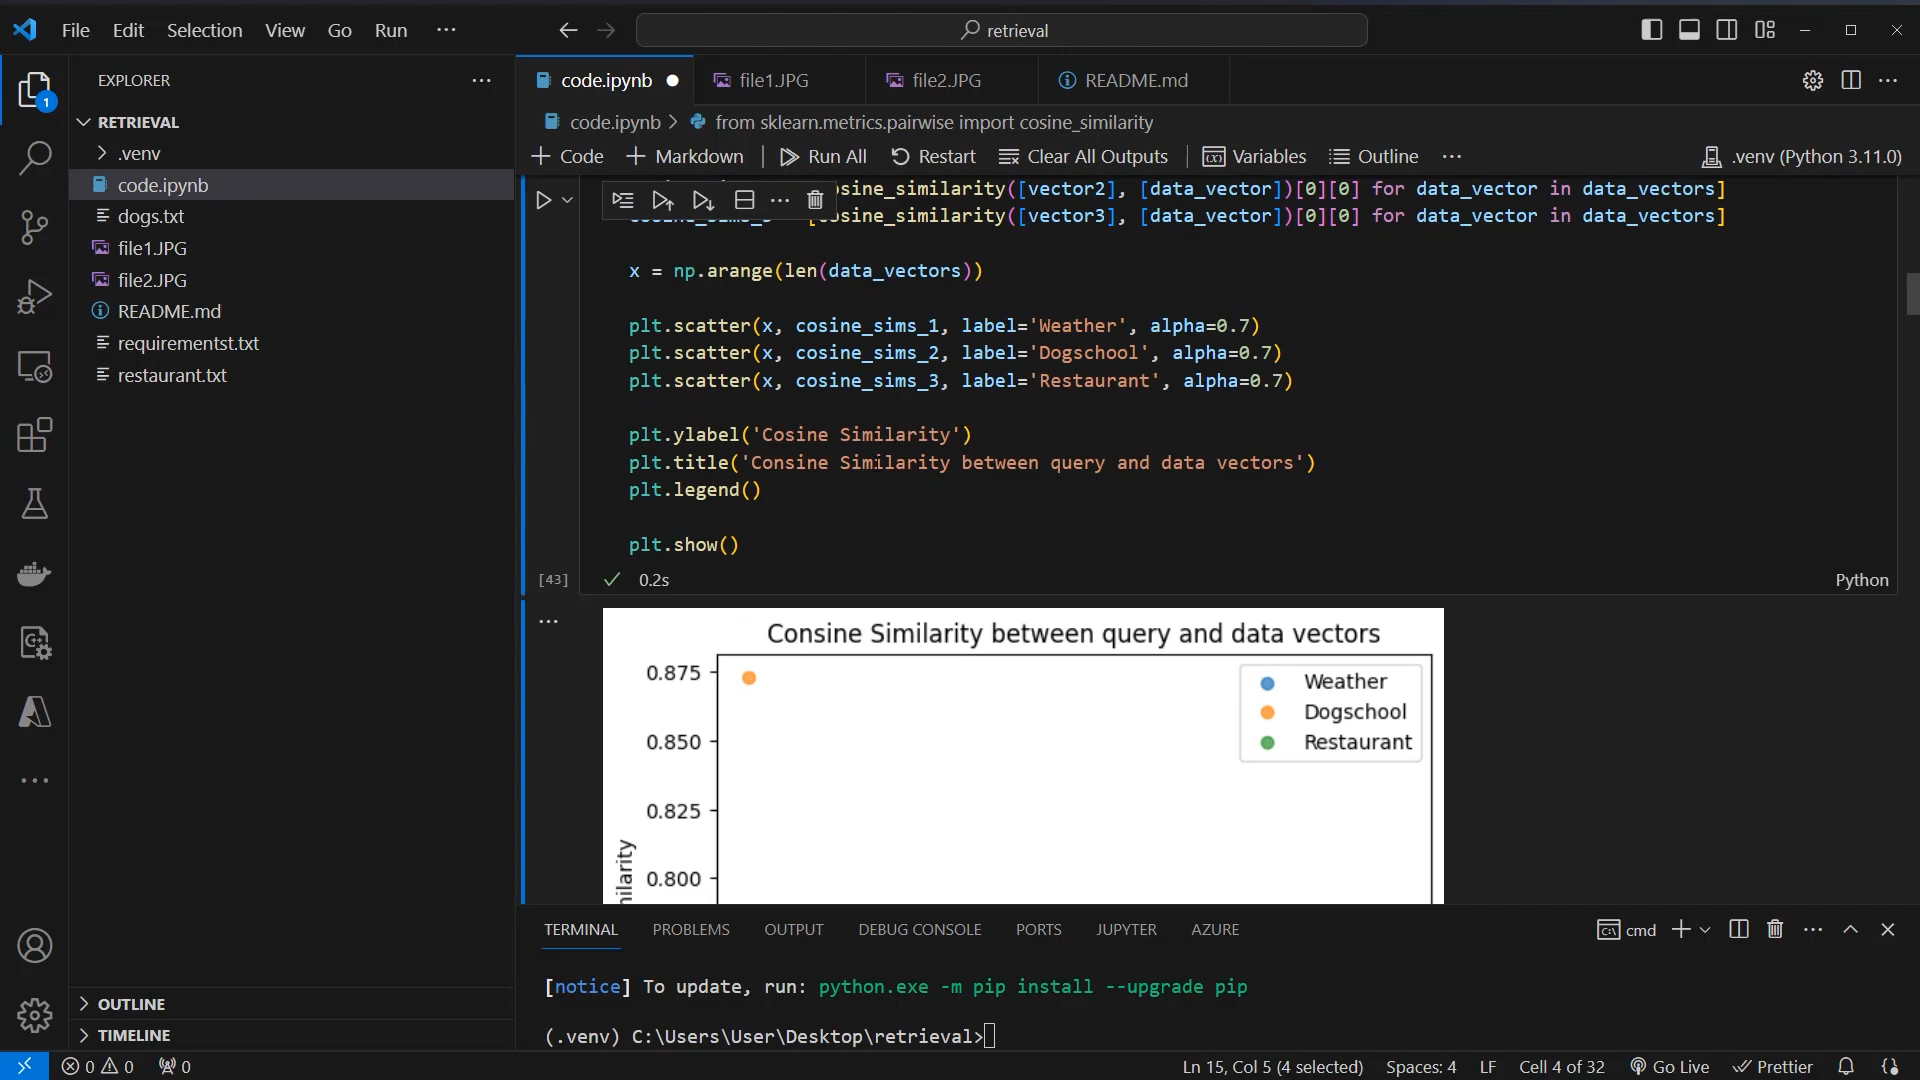 File Edit Selection View Go Run ···
retrieval
EXPLORER
1
RETRIEVAL
.venv
code.ipynb
dogs.txt
file1.JPG
file2.JPG
README.md
requirementst.txt
restaurant.txt
OUTLINE
TIMELINE
code.ipynb file1.JPG file2.JPG README.md
code.ipynb > from sklearn.metrics.pairwise import cosine_similarity
+ Code + Markdown Run All Restart Clear All Outputs Variables Outline ··· .venv (Python 3.11.0)
osine_similarity([vector2], [data_vector])[0][0] for data_vector in data_vectors]
[cosine_similarity([vector3], [data_vector])[0][0] for data_vector in data_vectors]
x = np.arange(len(data_vectors))
plt.scatter(x, cosine_sims_1, label='Weather', alpha=0.7)
plt.scatter(x, cosine_sims_2, label='Dogschool', alpha=0.7)
plt.scatter(x, cosine_sims_3, label='Restaurant', alpha=0.7)
plt.ylabel('Cosine Similarity')
plt.title('Consine Similarity between query and data vectors')
plt.legend()
plt.show()
[43] 0.2s Python
Consine Similarity between query and data vectors
0.875
0.850
0.825
0.800
milarity
Weather
Dogschool
Restaurant
TERMINAL PROBLEMS OUTPUT DEBUG CONSOLE PORTS JUPYTER AZURE cmd
[notice] To update, run: python.exe -m pip install --upgrade pip
(.venv) C:\Users\User\Desktop\retrieval>
0 0 0 Ln 15, Col 5 (4 selected) Spaces: 4 LF Cell 4 of 32 Go Live Prettier